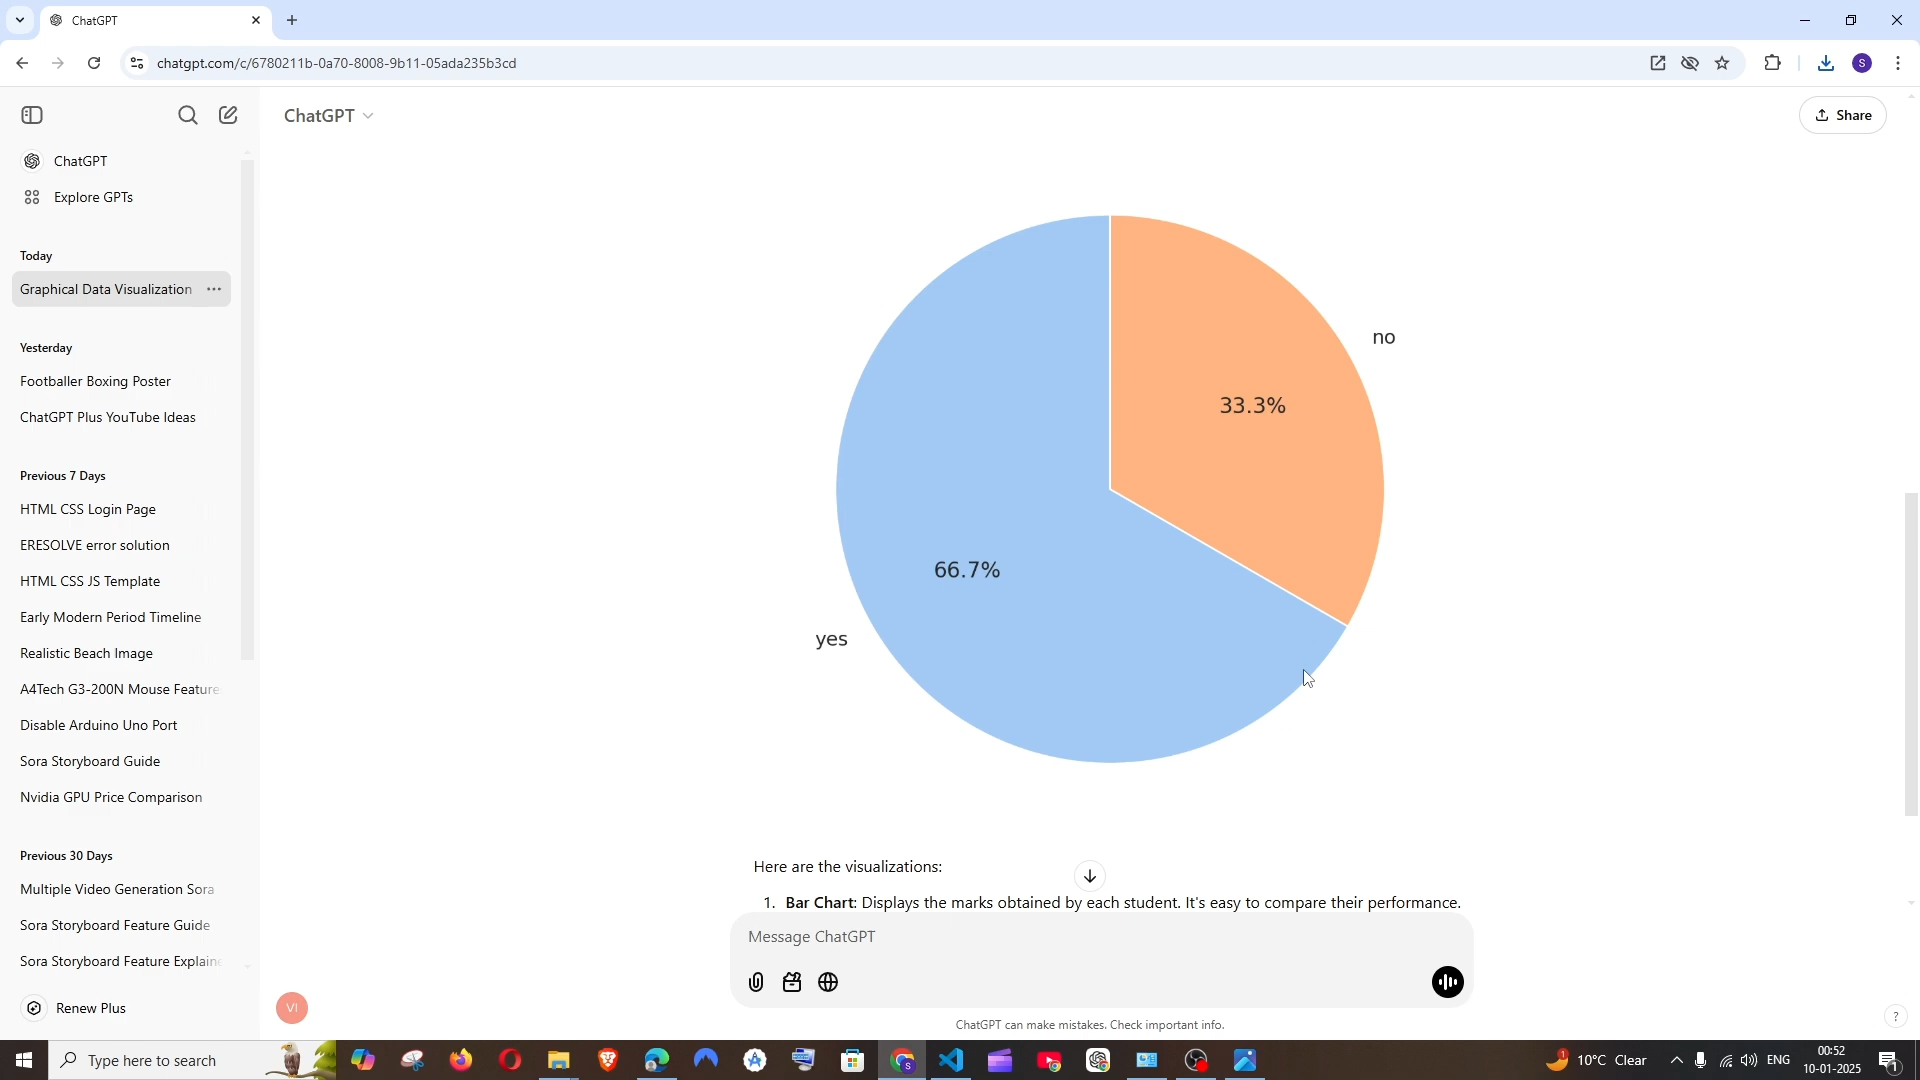 ChatGPT
chatgpt.com/c/6780211b-0a70-8008-9b11-05ada235b3cd
S
ChatGPT
Share
ChatGPT
Explore GPTs
Today
Graphical Data Visualization
Yesterday
Footballer Boxing Poster
ChatGPT Plus YouTube Ideas
Previous 7 Days
HTML CSS Login Page
ERESOLVE error solution
HTML CSS JS Template
Early Modern Period Timeline
Realistic Beach Image
A4Tech G3-200N Mouse Feature
Disable Arduino Uno Port
Sora Storyboard Guide
Nvidia GPU Price Comparison
Previous 30 Days
Multiple Video Generation Sora
Sora Storyboard Feature Guide
Sora Storyboard Feature Explaine
Renew Plus
no
33.3%
66.7%
yes
Here are the visualizations:
1. Bar Chart: Displays the marks obtained by each student. It's easy to compare their performance.
Message ChatGPT
VI
ChatGPT can make mistakes. Check important info.
?
Type here to search
1
10°C Clear
ENG
00:52
10-01-2025
1